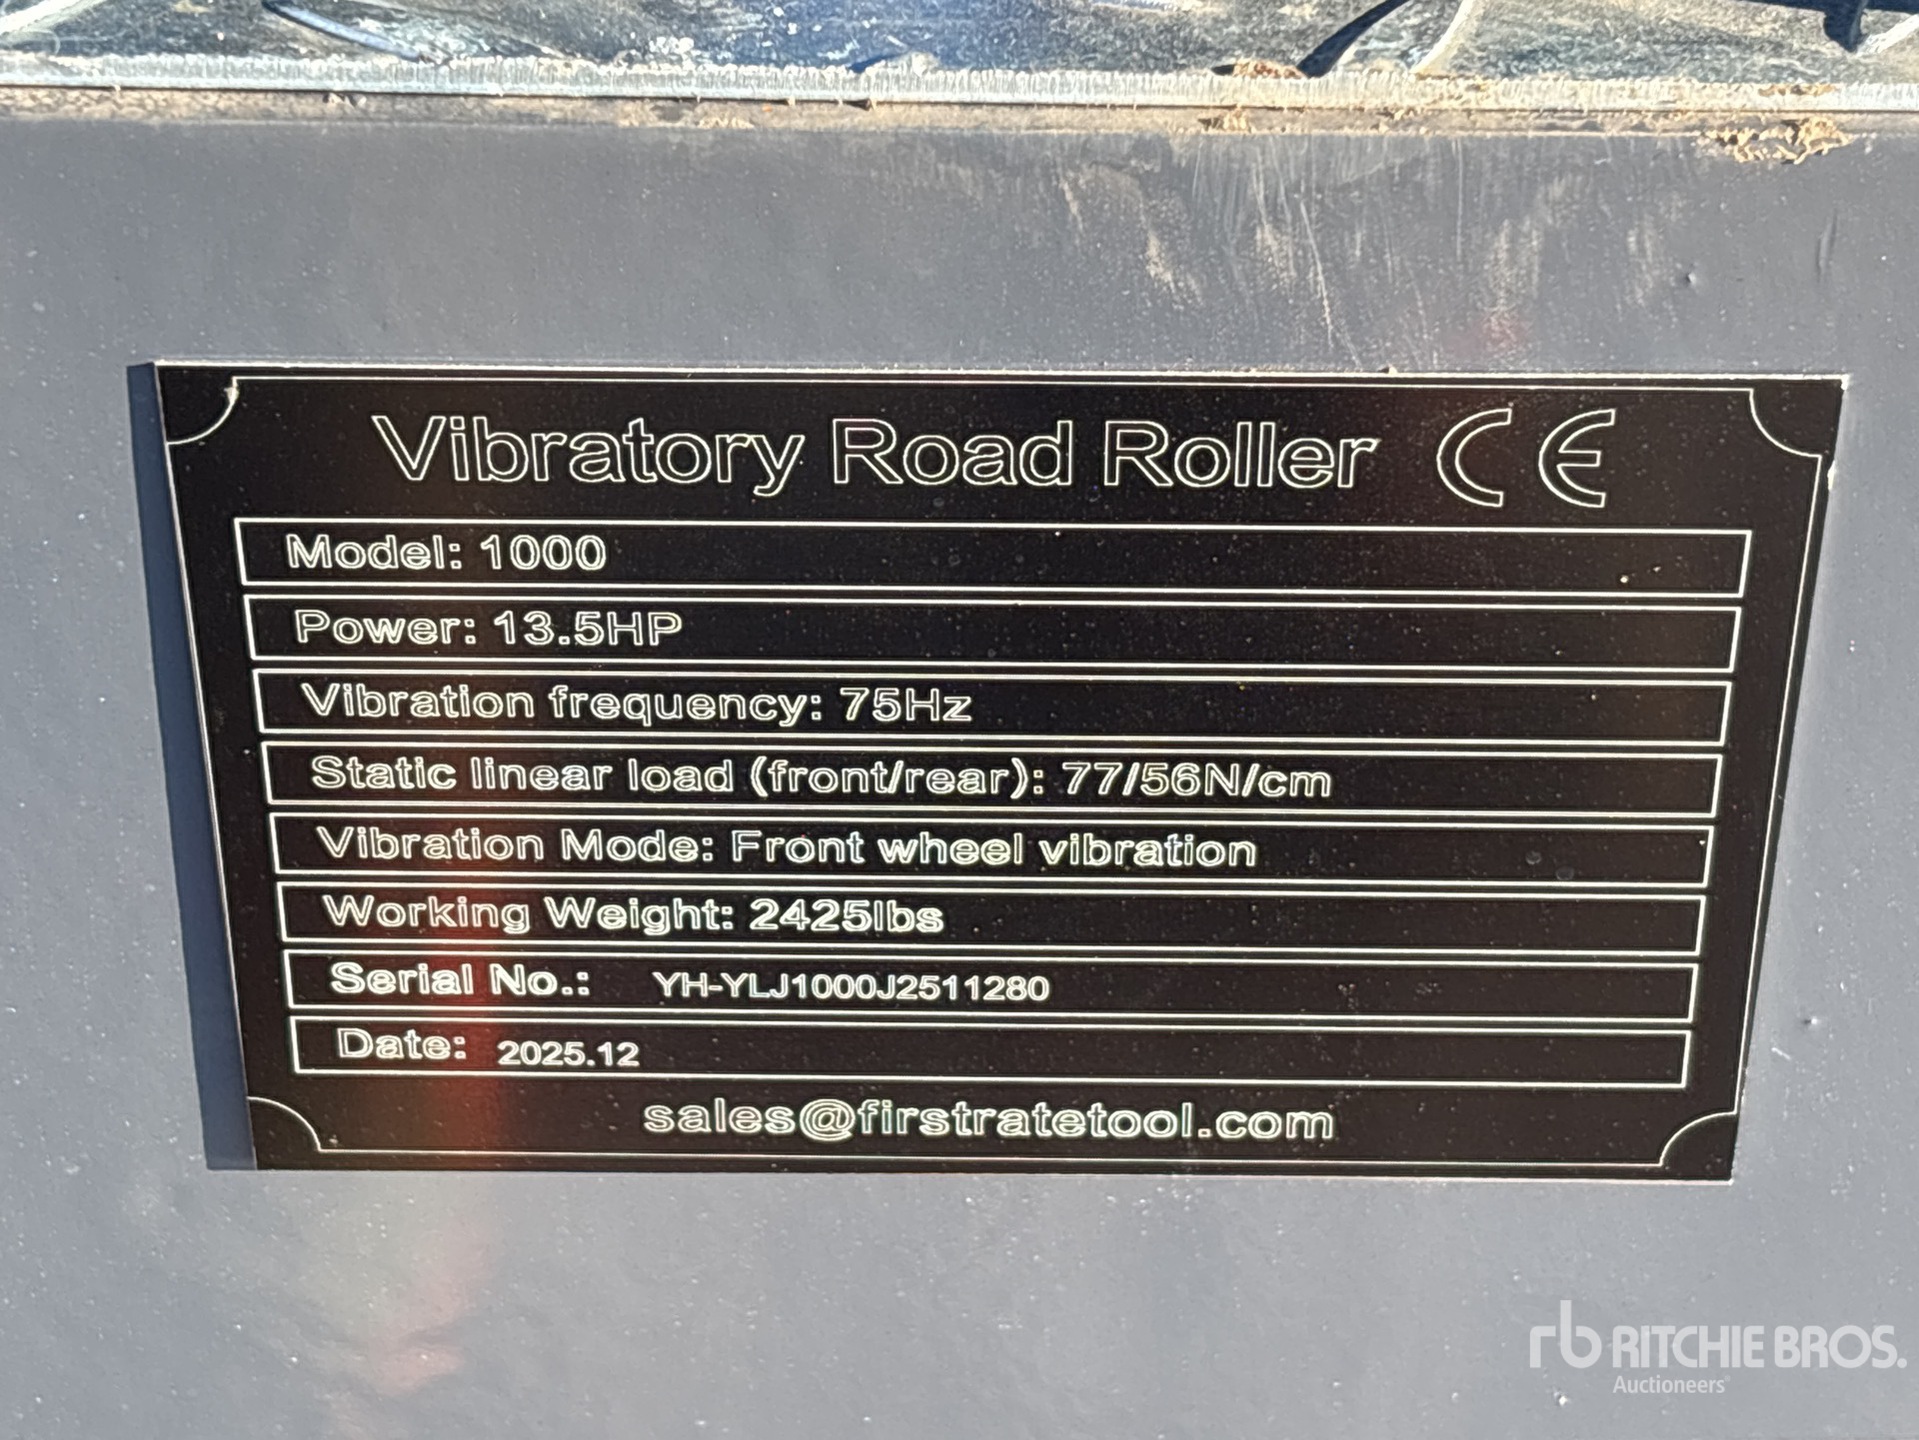 Vibratory Road Roller CE
Model: 1000
Power: 13.5HP
Vibration frequency: 75Hz
Static linear load (front/rear): 77/56N/cm
Vibration Mode: Front wheel vibration
Working Weight: 2425lbs
Serial No.: YH-YLJ1000J2511280
Date: 2025.12
sales@firstratetool.com
rb RITCHIE BROS.
Auctioneers